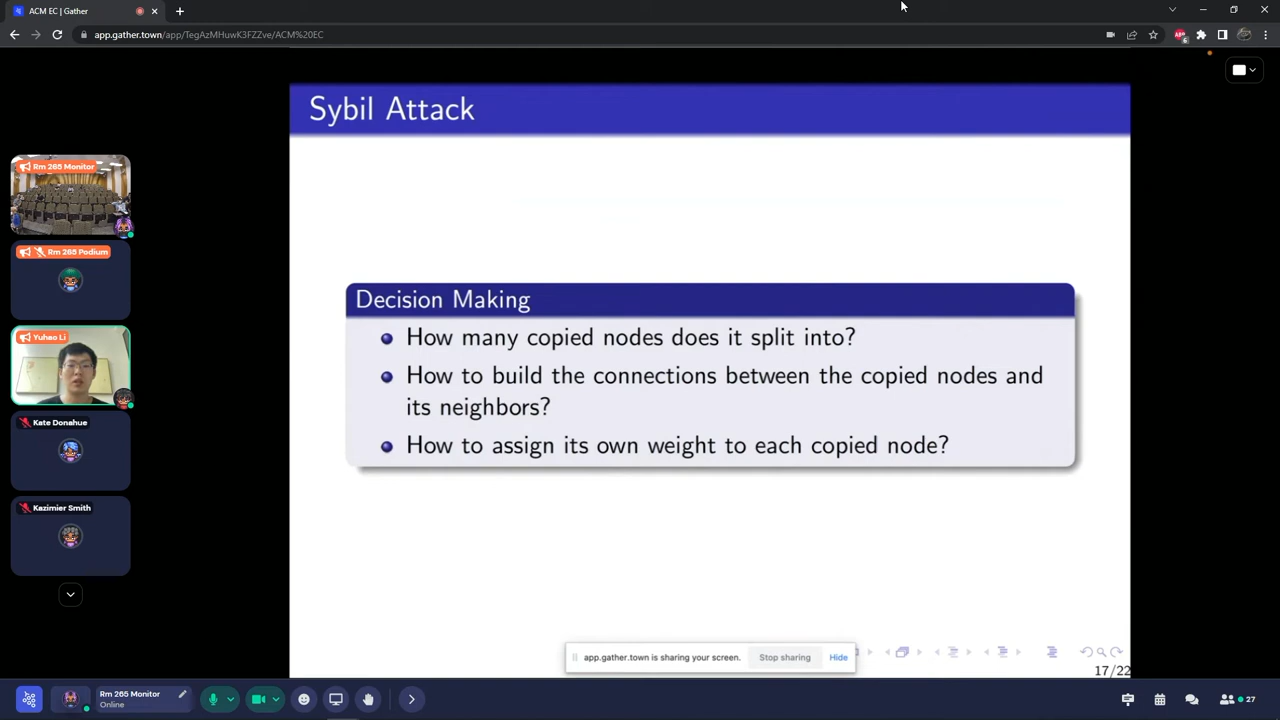 ACM EC | Gather
app.gather.town/app/TegAzMHuwK3FZZve/ACM%20EC
Sybil Attack
Rm 265 Monitor
Rm 265 Podium
Yuhao Li
Kate Donahue
Kazimier Smith
Decision Making
How many copied nodes does it split into?
How to build the connections between the copied nodes and
its neighbors?
How to assign its own weight to each copied node?
app.gather.town is sharing your screen.
Stop sharing
Hide
17/22
Rm 265 Monitor
Online
27